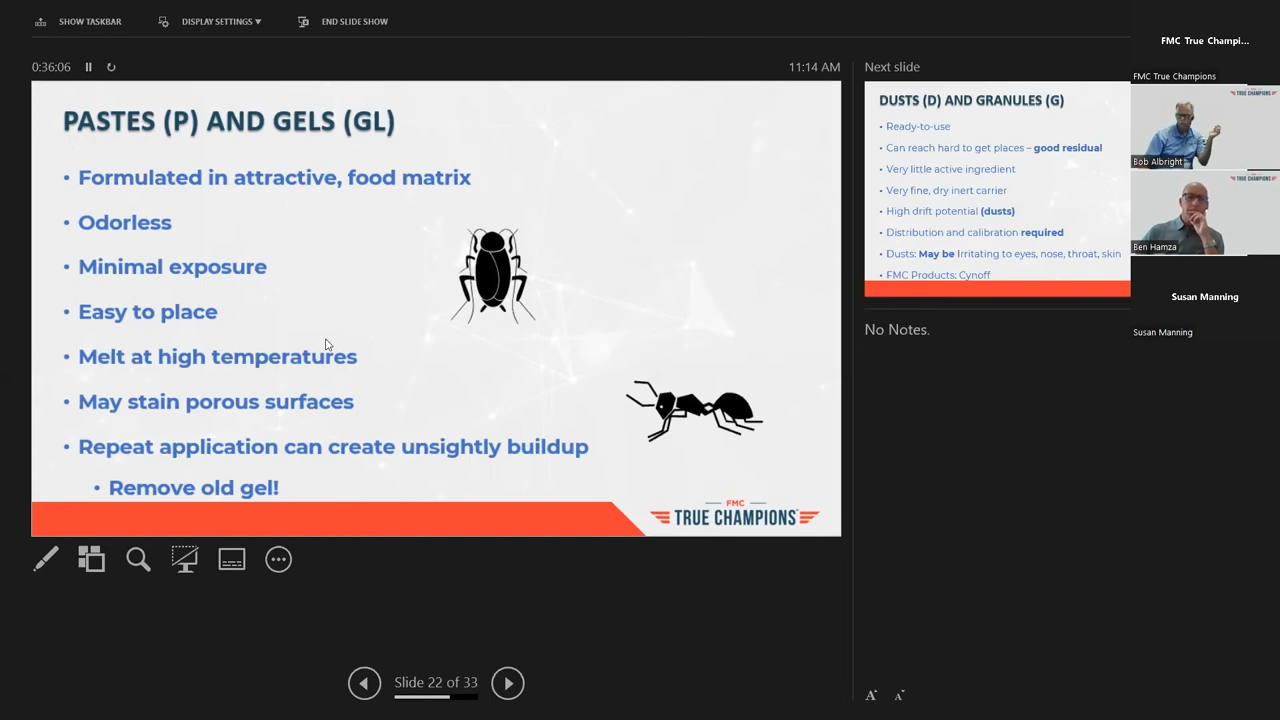 SHOW TASKBAR
DISPLAY SETTINGS ▼
END SLIDE SHOW
0:36:06
11:14 AM
PASTES (P) AND GELS (GL)
• Formulated in attractive, food matrix
• Odorless
• Minimal exposure
• Easy to place
• Melt at high temperatures
• May stain porous surfaces
• Repeat application can create unsightly buildup
• Remove old gel!
FMC
TRUE CHAMPIONS
Slide 22 of 33
Next slide
DUSTS (D) AND GRANULES (G)
• Ready-to-use
• Can reach hard to get places – good residual
• Very little active ingredient
• Very fine, dry inert carrier
• High drift potential (dusts)
• Distribution and calibration required
• Dusts: May be Irritating to eyes, nose, throat, skin
• FMC Products: Cynoff
No Notes.
FMC True Champi...
FMC True Champions
TRUE CHAMPIONS
Bob Albright
TRUE CHAMPIONS
Ben Hamza
Susan Manning
Susan Manning
A
A